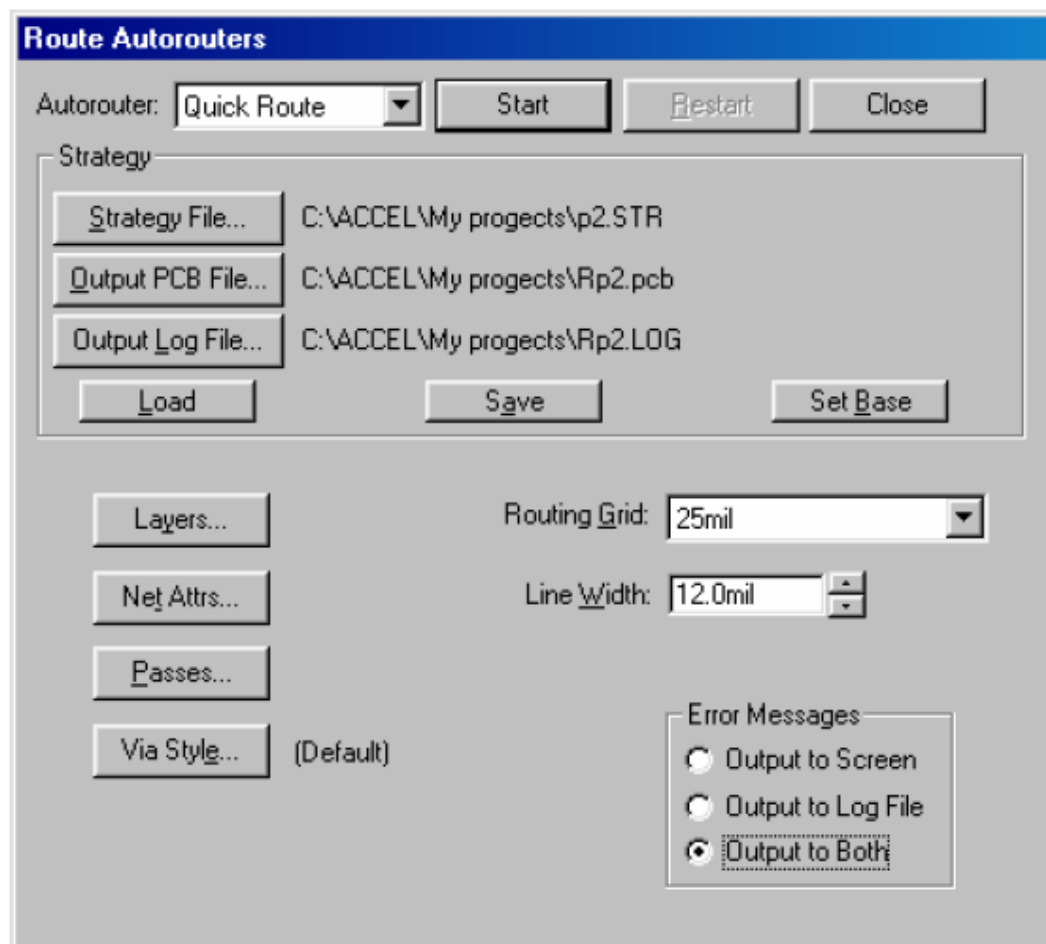 Route Autorouters
Autorouter: Quick Route Start Restart Close
Strategy
Strategy File... C:\ACCEL\My progects\p2.STR
Output PCB File... C:\ACCEL\My progects\Rp2.pcb
Output Log File... C:\ACCEL\My progects\Rp2.LOG
Load Save Set Base
Layers... Routing Grid: 25mil
Net Attrs... Line Width: 12.0mil
Passes...
Via Style... (Default)
Error Messages
Output to Screen
Output to Log File
Output to Both